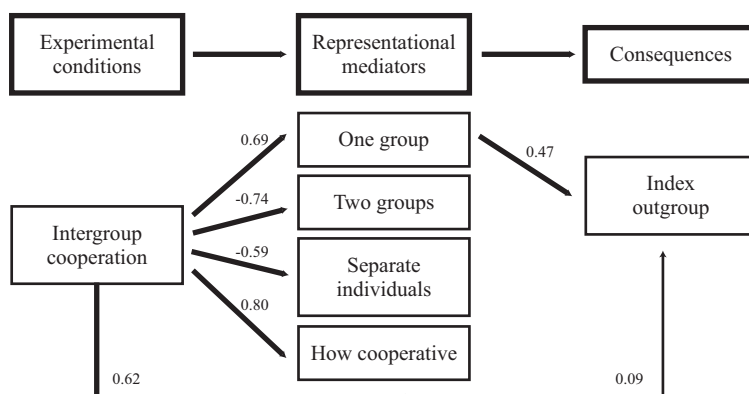 Experimental
conditions
Representational
mediators
Consequences
0.69
One group
0.47
-0.74
Two groups
Index
outgroup
Intergroup
cooperation
-0.59
Separate
individuals
0.80
How cooperative
0.62
0.09